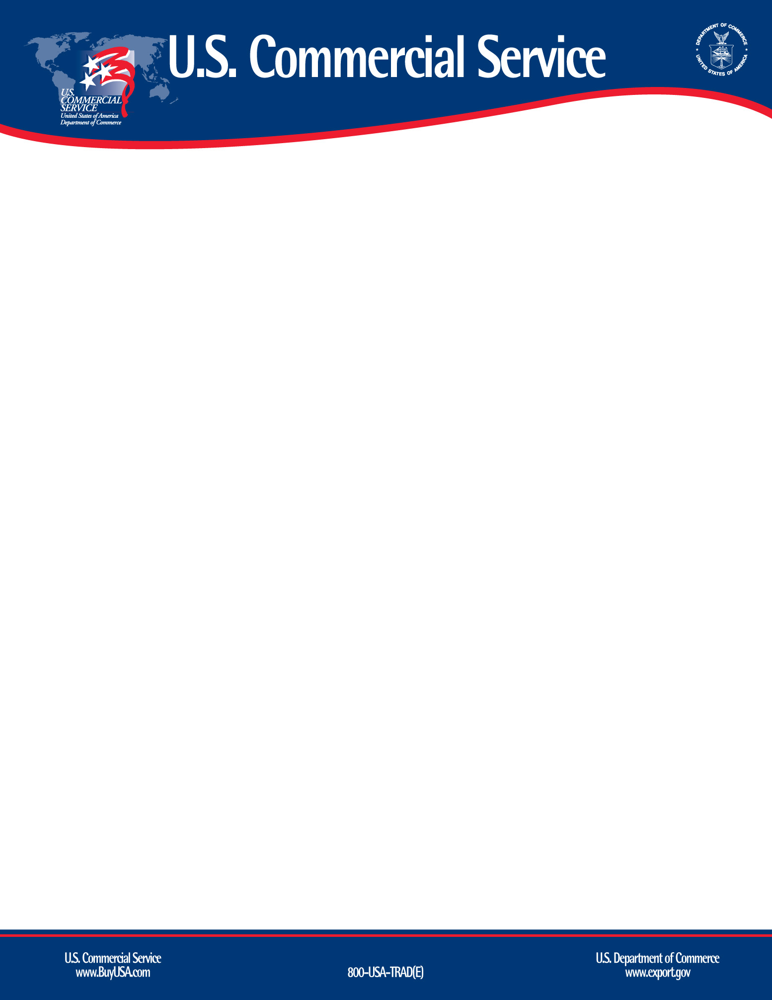 U.S. Commercial Service
DEPARTMENT OF COMMERCE
UNITED STATES OF AMERICA
U.S.
COMMERCIAL
SERVICE
United States of America
Department of Commerce
U.S. Commercial Service
www.BuyUSA.com
800-USA-TRAD(E)
U.S. Department of Commerce
www.export.gov